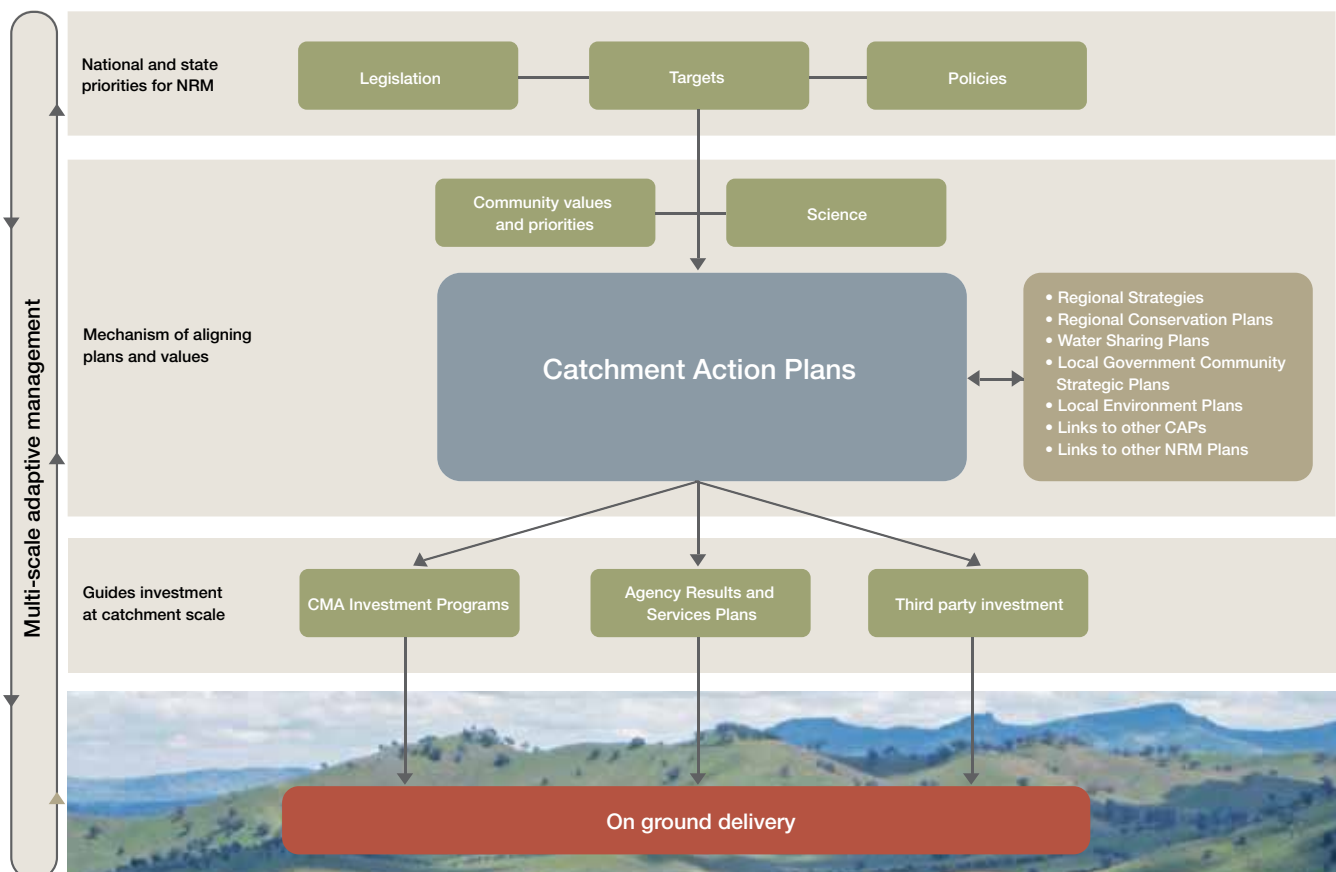 National and state
priorities for NRM
Legislation
Targets
Policies
Community values
and priorities
Science
Mechanism of aligning
plans and values
Catchment Action Plans
• Regional Strategies
• Regional Conservation Plans
• Water Sharing Plans
• Local Government Community
Strategic Plans
• Local Environment Plans
• Links to other CAPs
• Links to other NRM Plans
Multi-scale adaptive management
Guides investment
at catchment scale
CMA Investment Programs
Agency Results and
Services Plans
Third party investment
On ground delivery